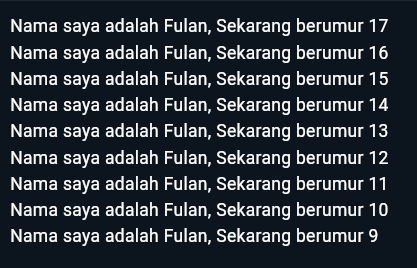 Nama saya adalah Fulan, Sekarang berumur 17
Nama saya adalah Fulan, Sekarang berumur 16
Nama saya adalah Fulan, Sekarang berumur 15
Nama saya adalah Fulan, Sekarang berumur 14
Nama saya adalah Fulan, Sekarang berumur 13
Nama saya adalah Fulan, Sekarang berumur 12
Nama saya adalah Fulan, Sekarang berumur 11
Nama saya adalah Fulan, Sekarang berumur 10
Nama saya adalah Fulan, Sekarang berumur 9